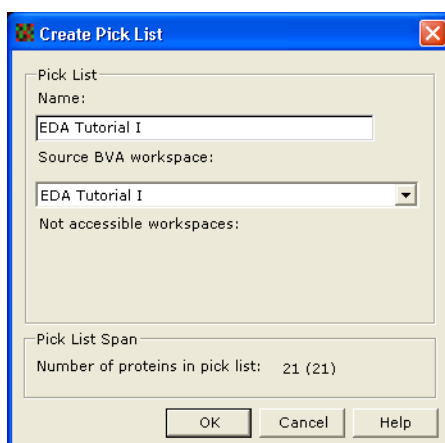 Create Pick List
Pick List
Name:
EDA Tutorial I
Source BVA workspace:
EDA Tutorial I
Not accessible workspaces:
Pick List Span
Number of proteins in pick list: 21 (21)
OK Cancel Help